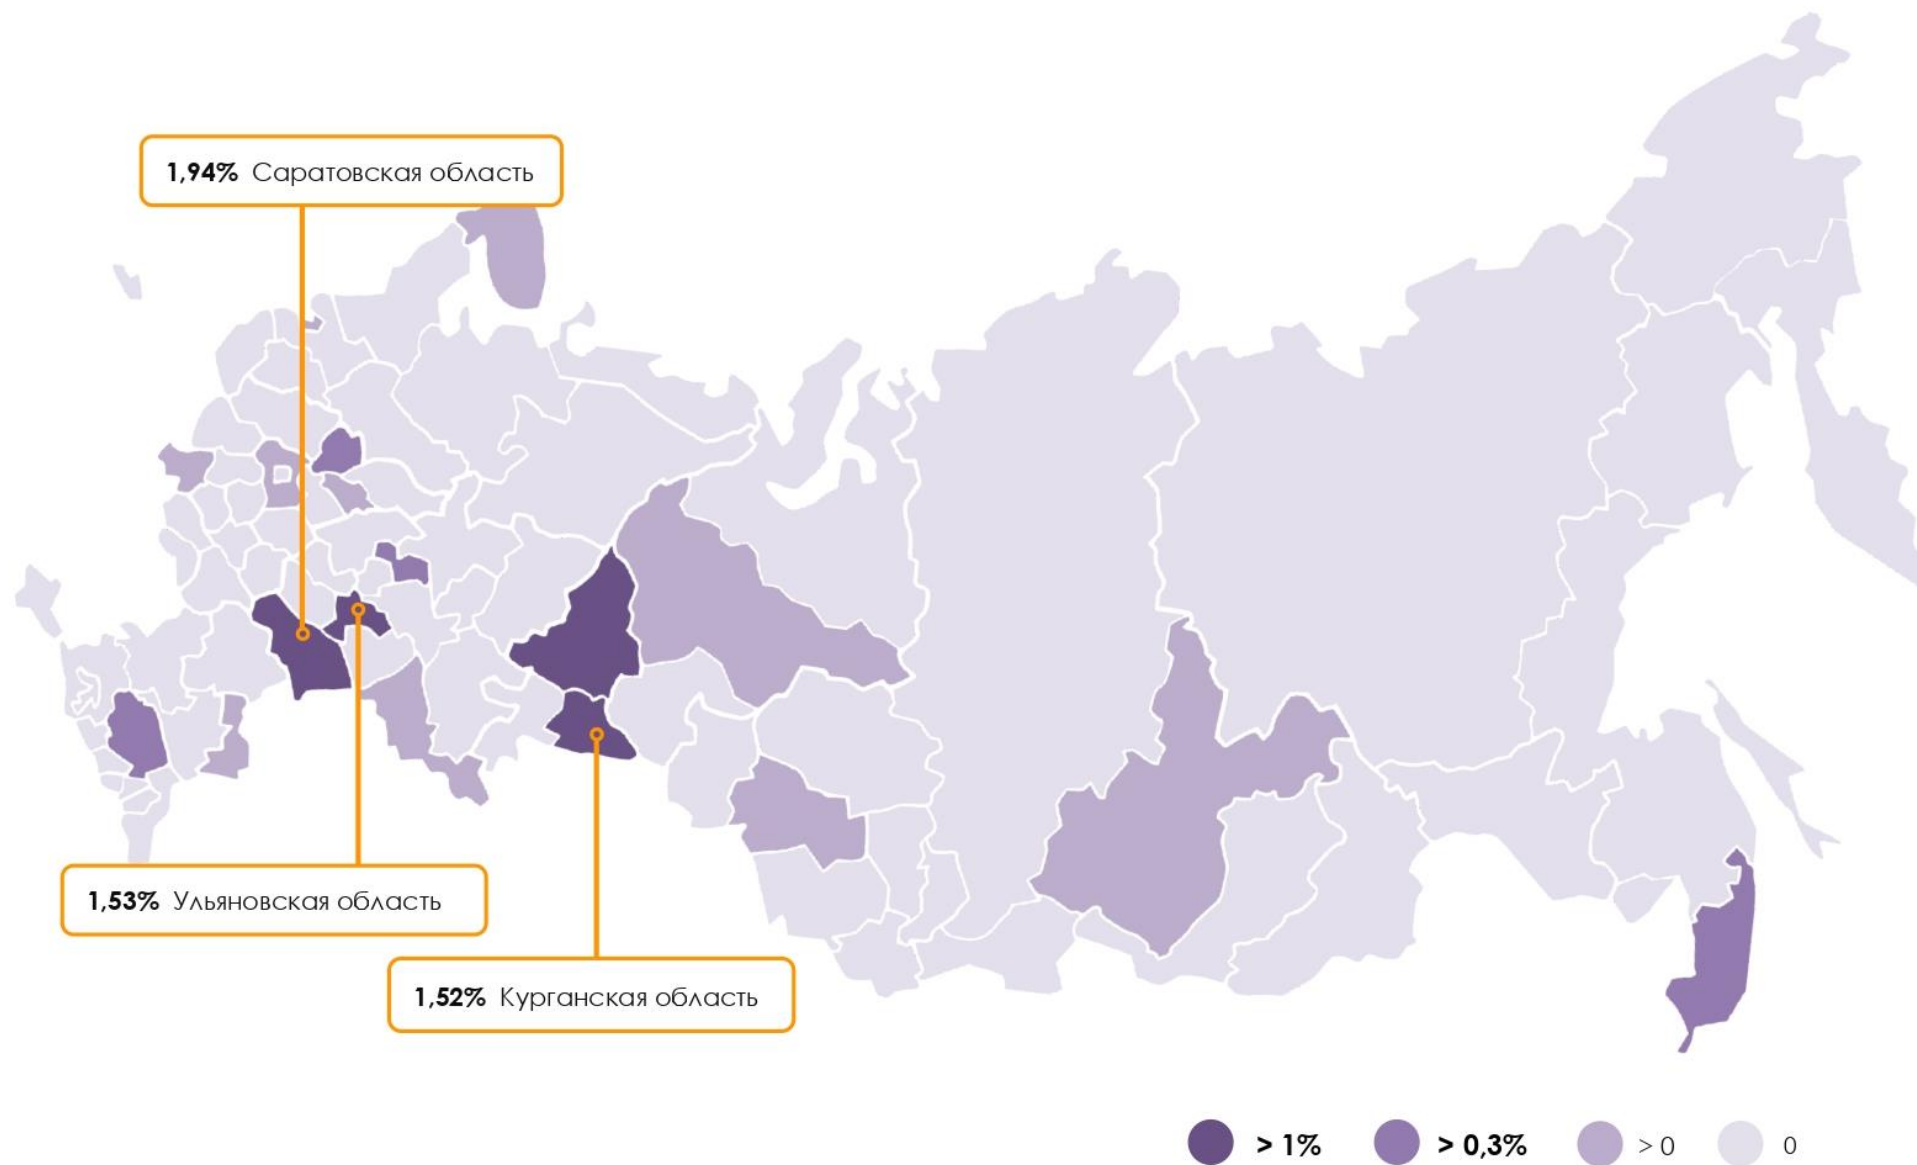 1,94% Саратовская область
1,53% Ульяновская область
1,52% Курганская область
> 1% > 0,3% > 0 0